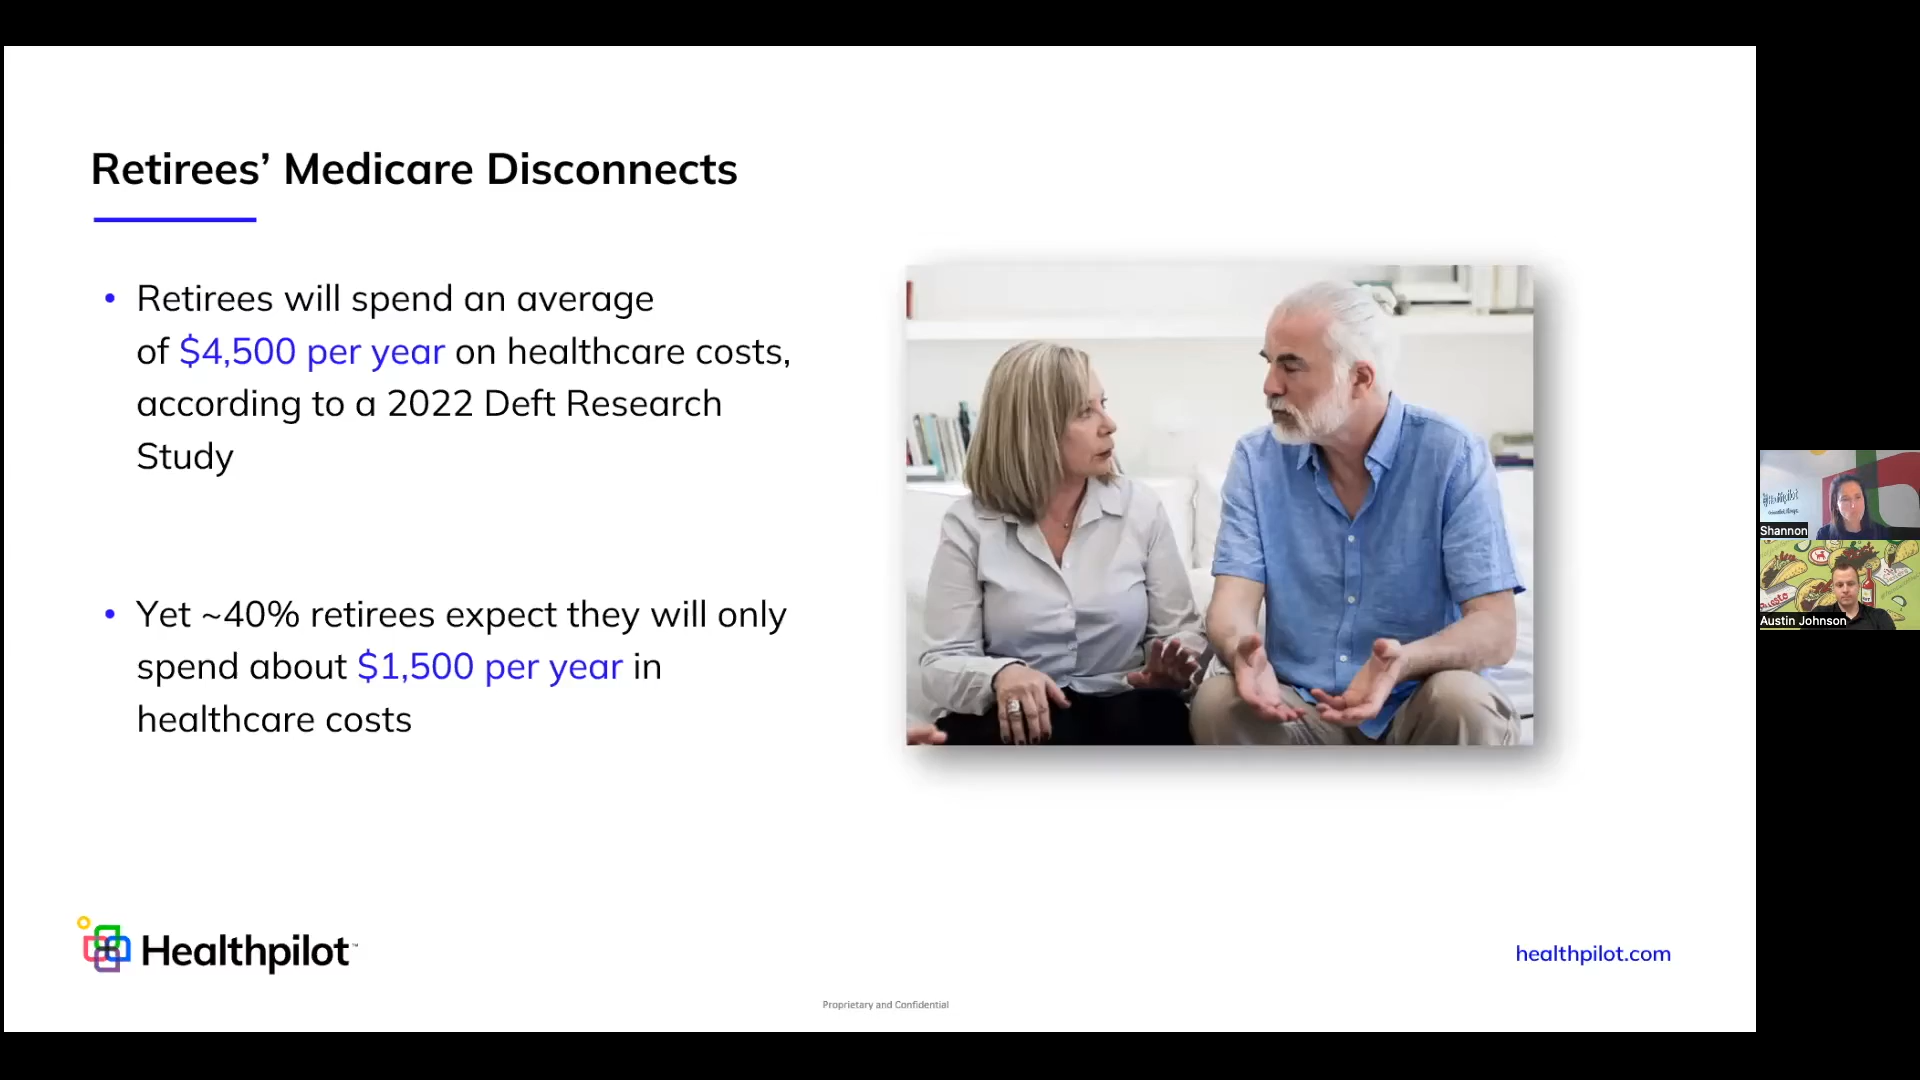 Retirees’ Medicare Disconnects
• Retirees will spend an average
of $4,500 per year on healthcare costs,
according to a 2022 Deft Research
Study
• Yet ~40% retirees expect they will only
spend about $1,500 per year in
healthcare costs
Healthpilot™
healthpilot.com
Proprietary and Confidential
Shannon
Austin Johnson